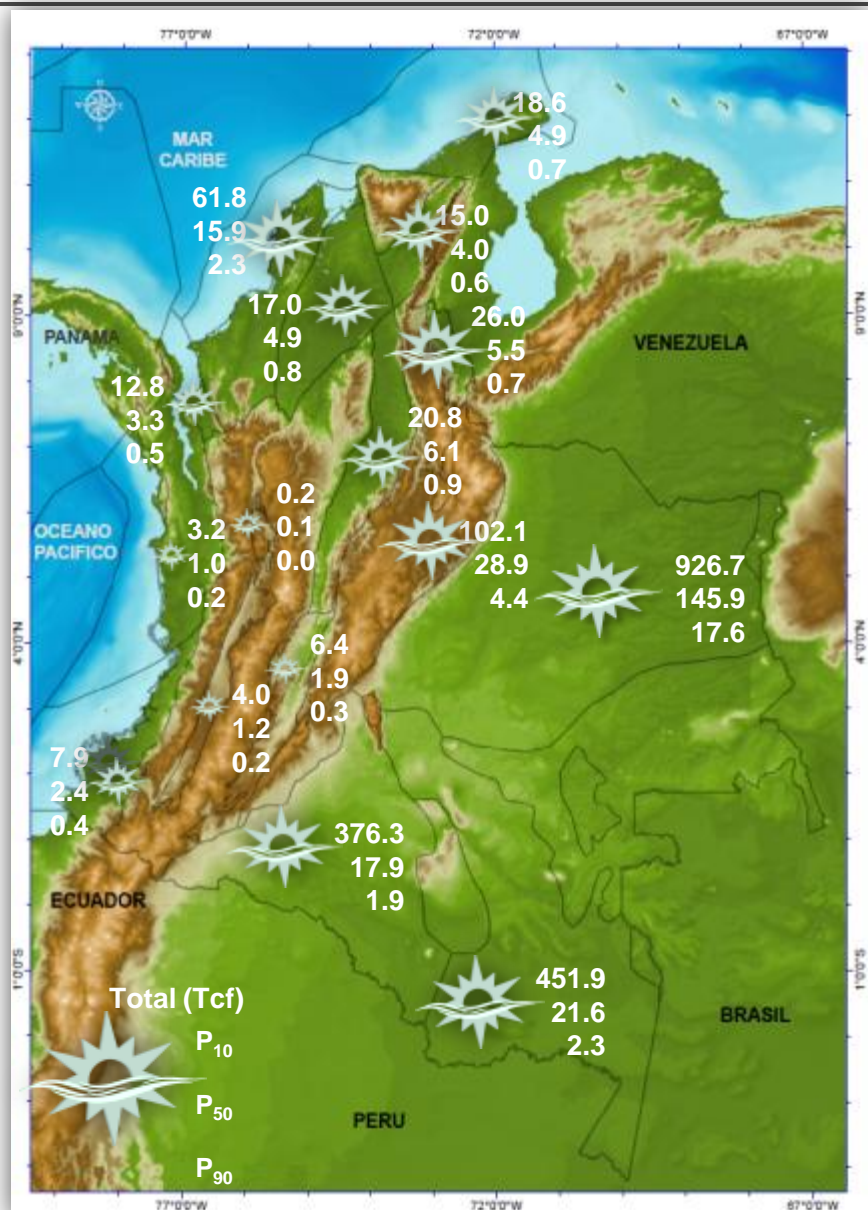 77°0'0"W
72°0'0"W
67°0'0"W
MAR
CARIBE
18.6
4.9
0.7
61.8
15.9
2.3
15.0
4.0
0.6
17.0
4.9
0.8
26.0
5.5
0.7
9°0'0"N
9°0'0"N
PANAMA
VENEZUELA
12.8
3.3
0.5
20.8
6.1
0.9
OCEANO
PACIFICO
3.2
1.0
0.2
0.2
0.1
0.0
102.1
28.9
4.4
926.7
145.9
17.6
4°0'0"N
4°0'0"N
6.4
1.9
0.3
4.0
1.2
0.2
7.9
2.4
0.4
376.3
17.9
1.9
ECUADOR
1°0'0"S
1°0'0"S
451.9
21.6
2.3
BRASIL
Total (Tcf)
P10
P50
P90
PERU
77°0'0"W
72°0'0"W
67°0'0"W